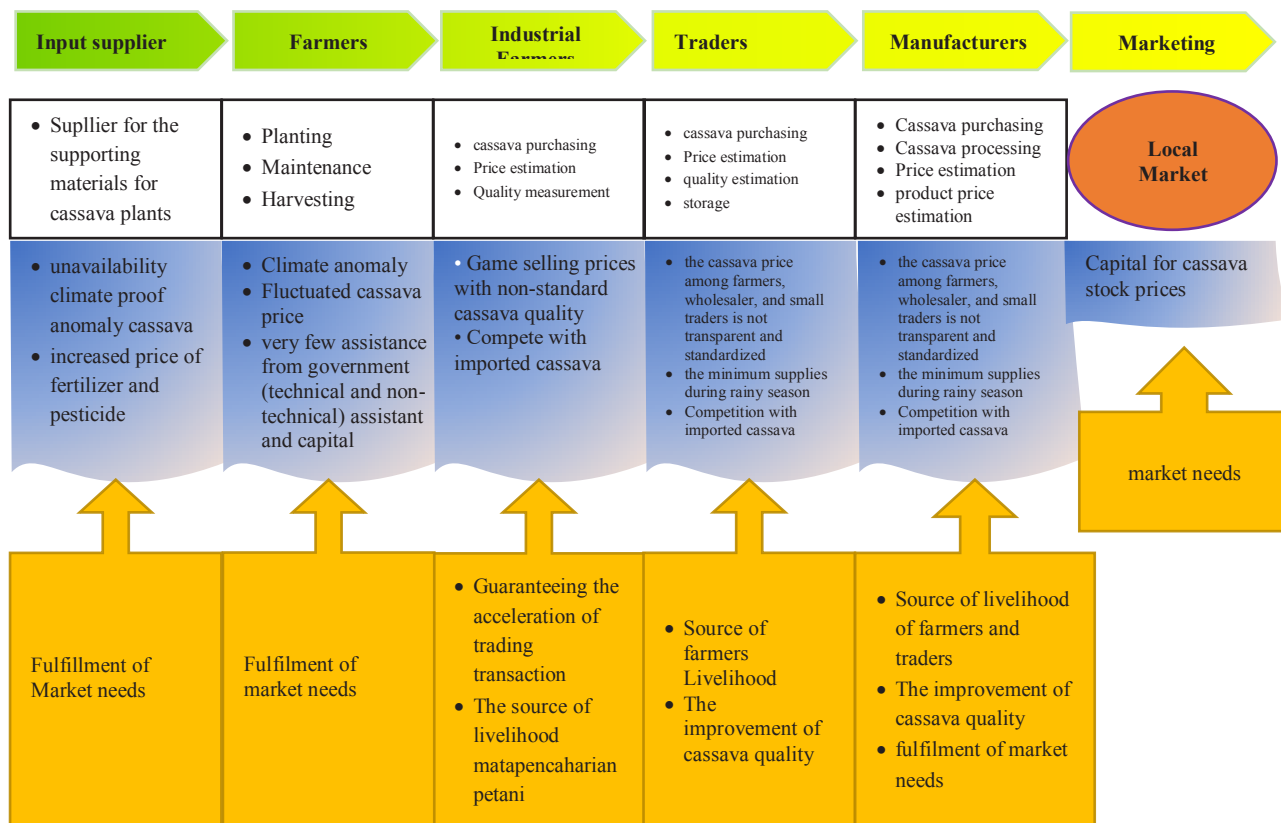 Input supplier
Farmers
Industrial
Farmers
Traders
Manufacturers
Marketing
• Supllier for the
supporting
materials for
cassava plants
• Planting
• Maintenance
• Harvesting
• cassava purchasing
• Price estimation
• Quality measurement
• cassava purchasing
• Price estimation
• quality estimation
• storage
• Cassava purchasing
• Cassava processing
• Price estimation
• product price
estimation
Local
Market
• unavailability
climate proof
anomaly cassava
• increased price of
fertilizer and
pesticide
• Climate anomaly
• Fluctuated cassava
price
• very few assistance
from government
(technical and non-
technical) assistant
and capital
• Game selling prices
with non-standard
cassava quality
• Compete with
imported cassava
• the cassava price
among farmers,
wholesaler, and small
traders is not
transparent and
standardized
• the minimum supplies
during rainy season
• Competition with
imported cassava
• the cassava price
among farmers,
wholesaler, and small
traders is not
transparent and
standardized
• the minimum supplies
during rainy season
• Competition with
imported cassava
Capital for cassava
stock prices
Fulfillment of
Market needs
Fulfilment of
market needs
• Guaranteeing the
acceleration of
trading
transaction
• The source of
livelihood
matapencaharian
petani
• Source of
farmers
Livelihood
• The
improvement of
cassava quality
• Source of livelihood
of farmers and
traders
• The improvement of
cassava quality
• fulfilment of market
needs
market needs